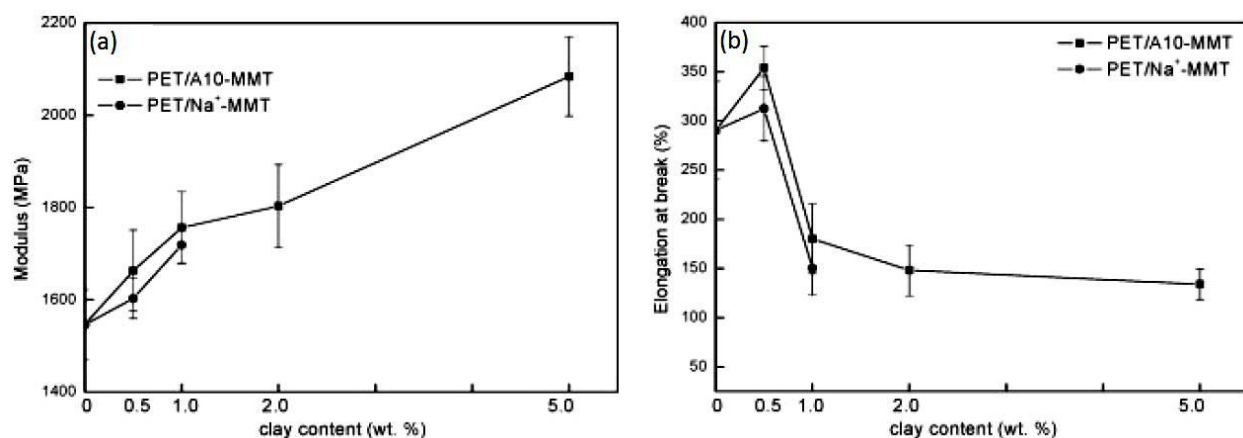 (a)
PET/A10-MMT
PET/Na⁺-MMT
Modulus (MPa)
2200
2000
1800
1600
1400
0 0.5 1.0 2.0 5.0
clay content (wt. %)
(b)
PET/A10-MMT
PET/Na⁺-MMT
Elongation at break (%)
400
350
300
250
200
150
100
50
0 0.5 1.0 2.0 5.0
clay content (wt. %)